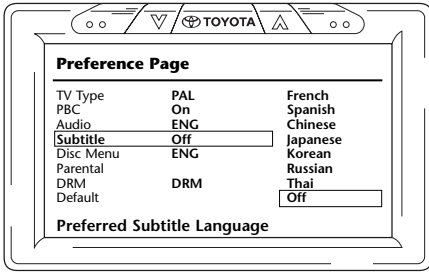 TOYOTA
Preference Page
TV Type PAL French
PBC On Spanish
Audio ENG Chinese
Subtitle Off Japanese
Disc Menu ENG Korean
Parental Russian
DRM DRM Thai
Default Off
Preferred Subtitle Language